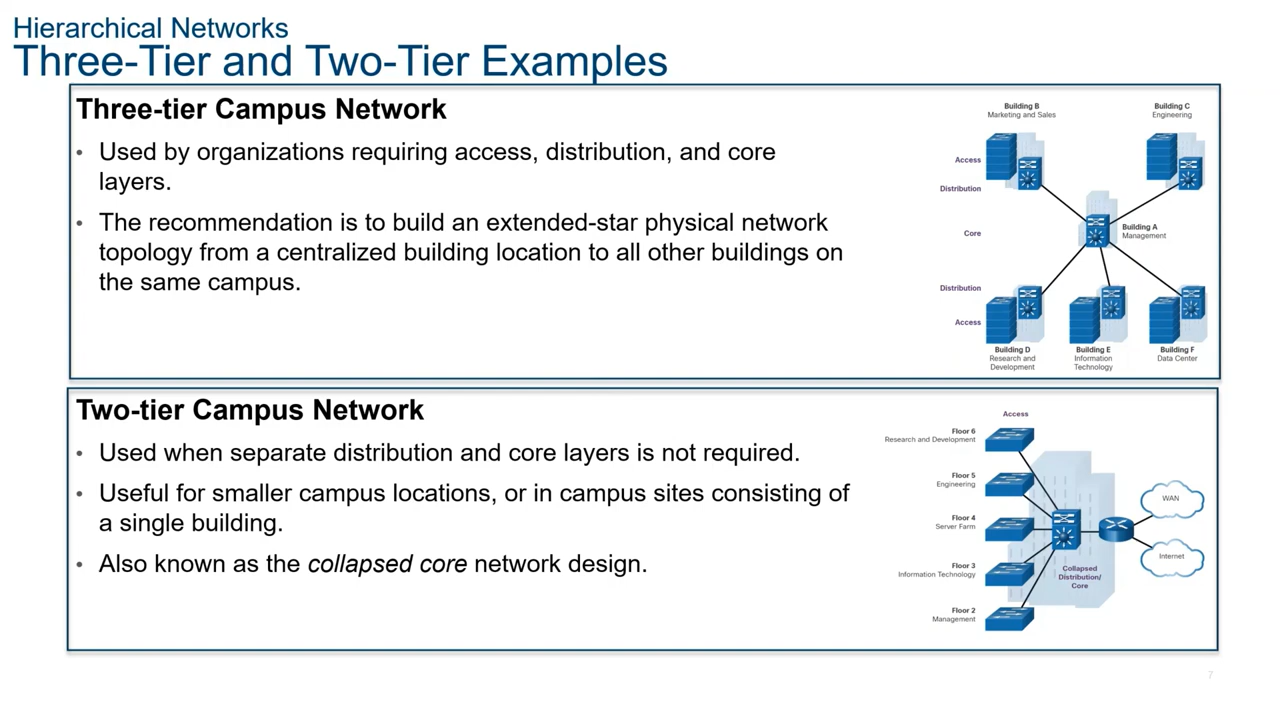 Hierarchical Networks
Three-Tier and Two-Tier Examples
Three-tier Campus Network
• Used by organizations requiring access, distribution, and core
layers.
• The recommendation is to build an extended-star physical network
topology from a centralized building location to all other buildings on
the same campus.
Building B
Marketing and Sales
Building C
Engineering
Access
Distribution
Core
Building A
Management
Distribution
Access
Building D
Research and
Development
Building E
Information
Technology
Building F
Data Center
Two-tier Campus Network
• Used when separate distribution and core layers is not required.
• Useful for smaller campus locations, or in campus sites consisting of
a single building.
• Also known as the collapsed core network design.
Access
Floor 6
Research and Development
Floor 5
Engineering
Floor 4
Server Farm
Floor 3
Information Technology
Floor 2
Management
Collapsed
Distribution/
Core
WAN
Internet
7